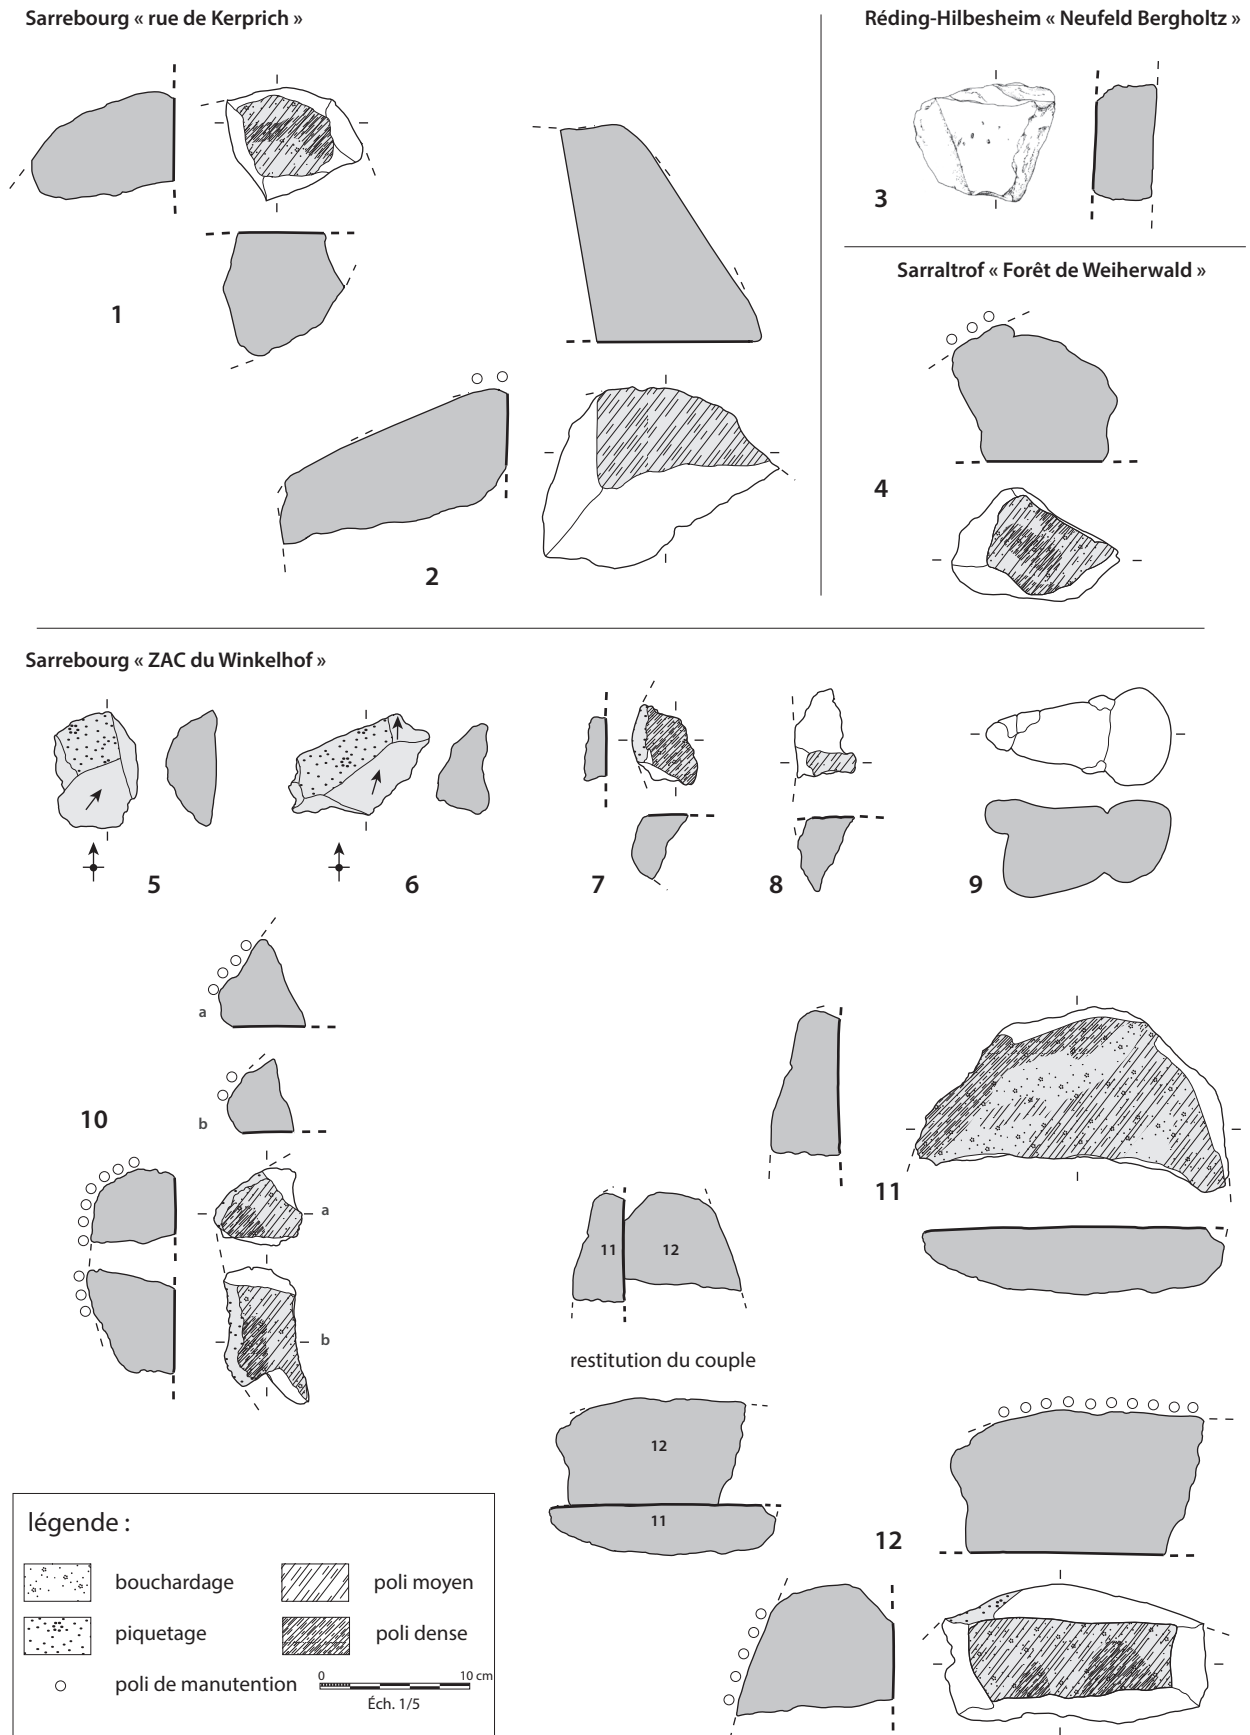 Sarrebourg « rue de Kerprich »
Réding-Hilbesheim « Neufeld Bergholtz »
3
Sarraltrof « Forêt de Weiherwald »
1
4
2
Sarrebourg « ZAC du Winkelhof »
5
6
7
8
9
a
b
10
11
a
11
12
b
restitution du couple
12
11
12
légende :
bouchardage
poli moyen
piquetage
poli dense
poli de manutention
0
10 cm
Éch. 1/5